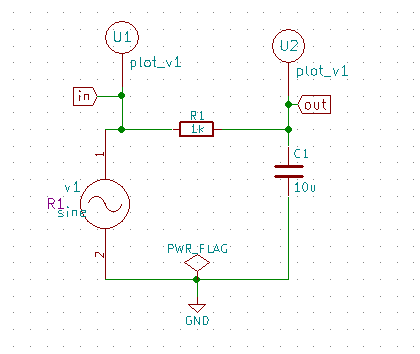 U1
U2
plot_v1
plot_v1
in
out
R1
1k
C1
10u
1
v1
R1
sine
2
PWR_FLAG
GND